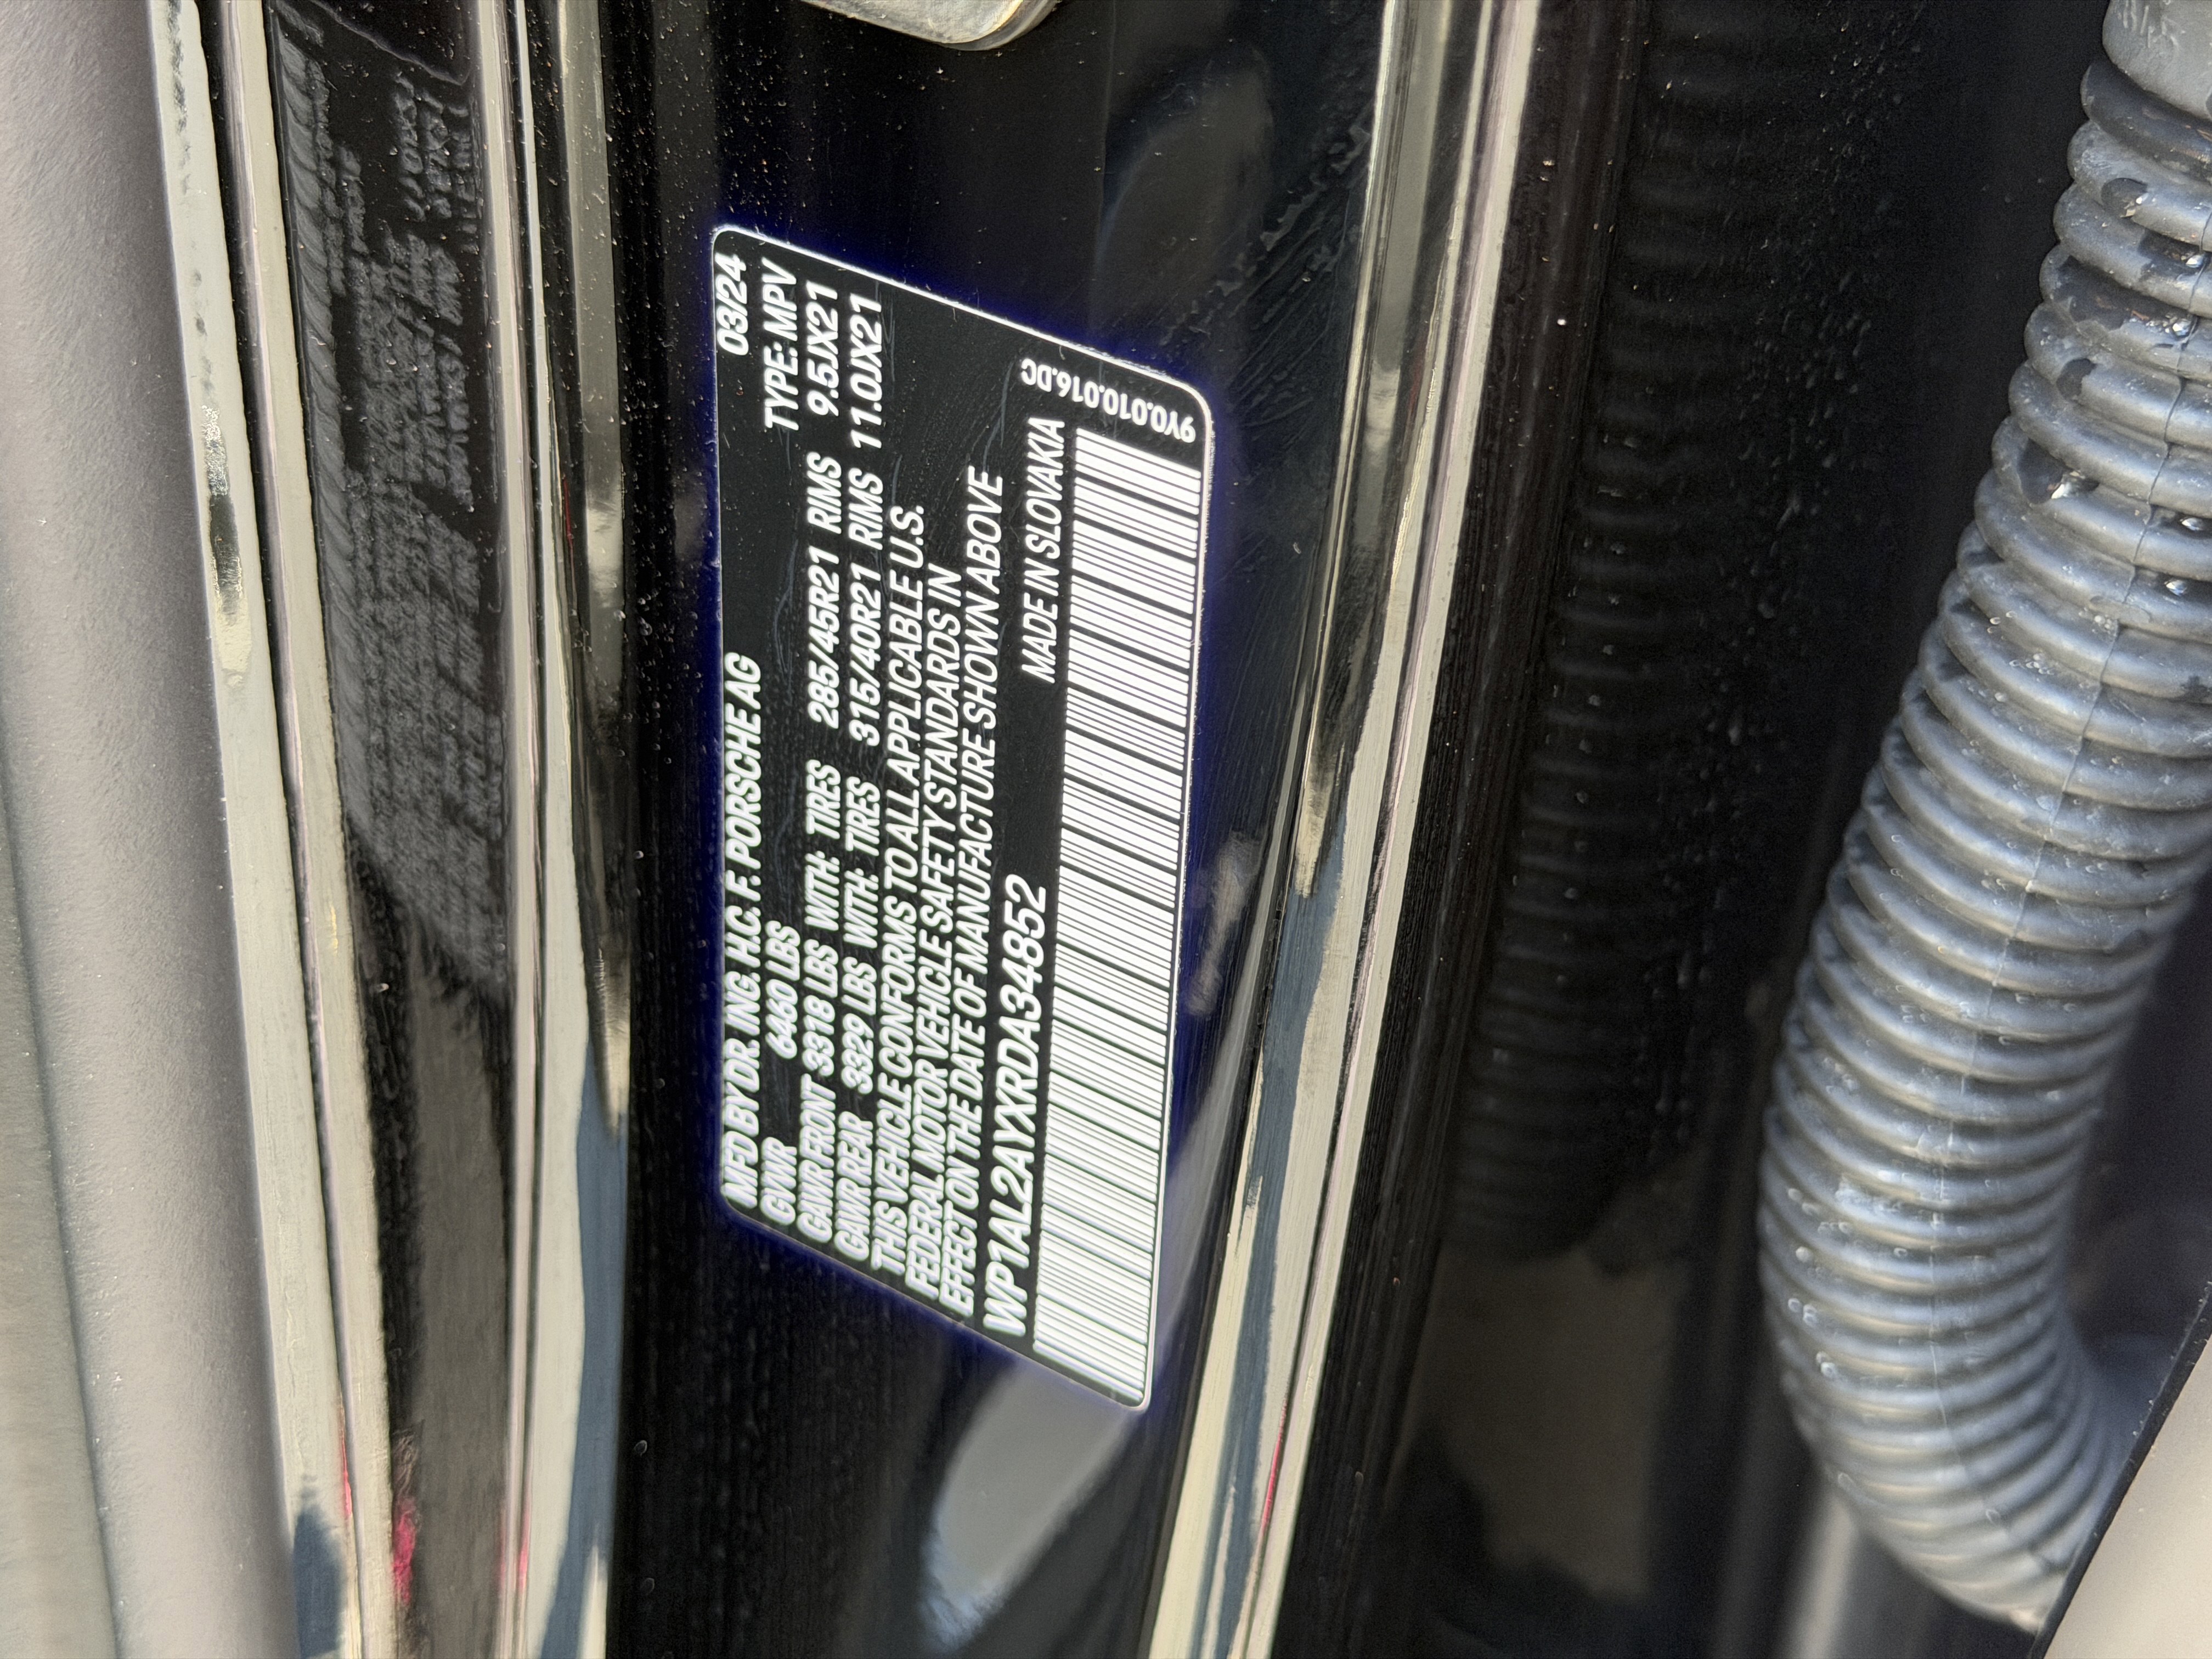 MFD BY DR. ING. H.C. F. PORSCHE AG 03/24
GVWR 6460 LBS TYPE: MPV
GAWR FRONT 3318 LBS WITH: TIRES 285/45R21 RIMS 9.5JX21
GAWR REAR 3329 LBS WITH: TIRES 315/40R21 RIMS 11.0JX21
THIS VEHICLE CONFORMS TO ALL APPLICABLE U.S.
FEDERAL MOTOR VEHICLE SAFETY STANDARDS IN
EFFECT ON THE DATE OF MANUFACTURE SHOWN ABOVE
WP1AL2AYXRDA34852 MADE IN SLOVAKIA
9Y0.010.016.DC